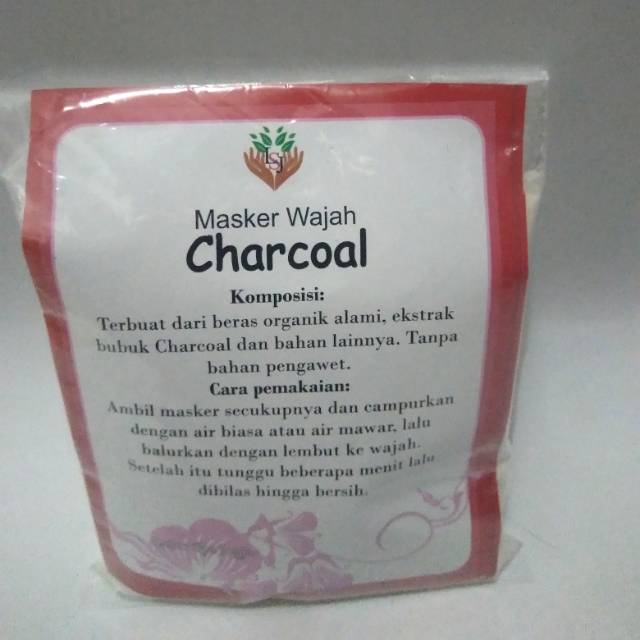 LSJ
Masker Wajah
Charcoal
Komposisi:
Terbuat dari beras organik alami, ekstrak
bubuk Charcoal dan bahan lainnya. Tanpa
bahan pengawet.
Cara pemakaian:
Ambil masker secukupnya dan campurkan
dengan air biasa atau air mawar, lalu
balurkan dengan lembut ke wajah.
Setelah itu tunggu beberapa menit lalu
dibilas hingga bersih.